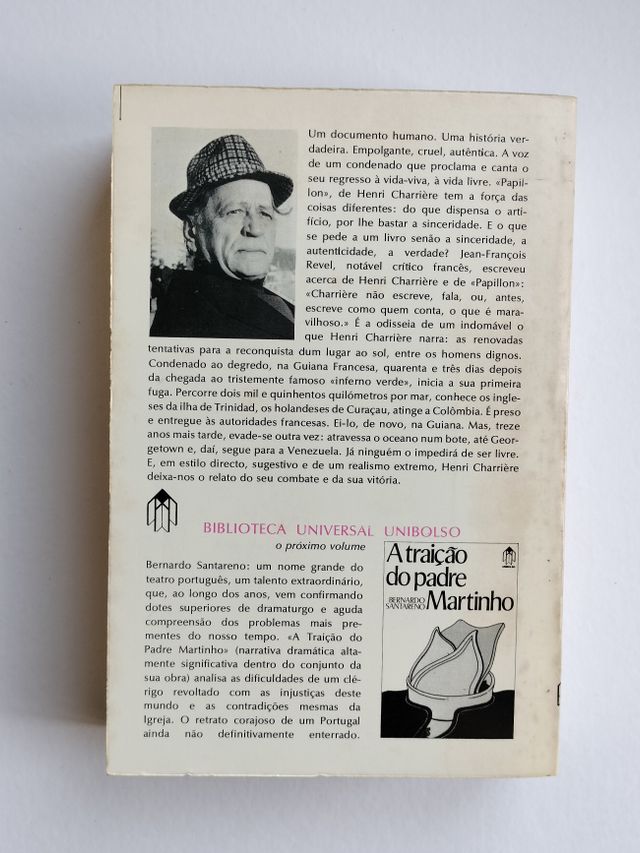 Um documento humano. Uma história ver-
dadeira. Empolgante, cruel, autêntica. A voz
de um condenado que proclama e canta o
seu regresso à vida-viva, à vida livre. «Papil-
lon», de Henri Charrière tem a força das
coisas diferentes: do que dispensa o arti-
fício, por lhe bastar a sinceridade. E o que
se pede a um livro senão a sinceridade, a
autenticidade, a verdade? Jean-François
Revel, notável crítico francês, escreveu
acerca de Henri Charrière e de «Papillon»:
«Charrière não escreve, fala, ou, antes,
escreve como quem conta, o que é mara-
vilhoso.» É a odisseia de um indomável o
que Henri Charrière narra: as renovadas
tentativas para a reconquista dum lugar ao sol, entre os homens dignos.
Condenado ao degredo, na Guiana Francesa, quarenta e três dias depois
da chegada ao tristemente famoso «inferno verde», inicia a sua primeira
fuga. Percorre dois mil e quinhentos quilómetros por mar, conhece os ingle-
ses da ilha de Trinidad, os holandeses de Curaçau, atinge a Colômbia. É preso
e entregue às autoridades francesas. Ei-lo, de novo, na Guiana. Mas, treze
anos mais tarde, evade-se outra vez: atravessa o oceano num bote, até Geor-
getown e, daí, segue para a Venezuela. Já ninguém o impedirá de ser livre.
E, em estilo directo, sugestivo e de um realismo extremo, Henri Charrière
deixa-nos o relato do seu combate e da sua vitória.
BIBLIOTECA UNIVERSAL UNIBOLSO
o próximo volume
Bernardo Santareno: um nome grande do
teatro português, um talento extraordinário,
que, ao longo dos anos, vem confirmando
dotes superiores de dramaturgo e aguda
compreensão dos problemas mais pre-
mentes do nosso tempo. «A Traição do
Padre Martinho» (narrativa dramática alta-
mente significativa dentro do conjunto da
sua obra) analisa as dificuldades de um clé-
rigo revoltado com as injustiças deste
mundo e as contradições mesmas da
Igreja. O retrato corajoso de um Portugal
ainda não definitivamente enterrado.
A traição
do padre
BERNARDO
SANTARENO
Martinho